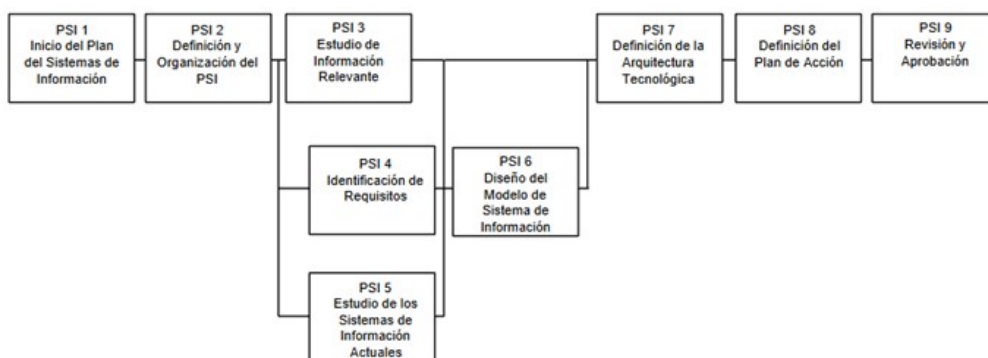 PSI 1
Inicio del Plan
del Sistemas de
Información
PSI 2
Definición y
Organización del
PSI
PSI 3
Estudio de
Información
Relevante
PSI 7
Definición de la
Arquitectura
Tecnológica
PSI 8
Definición del
Plan de Acción
PSI 9
Revisión y
Aprobación
PSI 4
Identificación de
Requisitos
PSI 6
Diseño del
Modelo de
Sistema de
Información
PSI 5
Estudio de los
Sistemas de
Información
Actuales